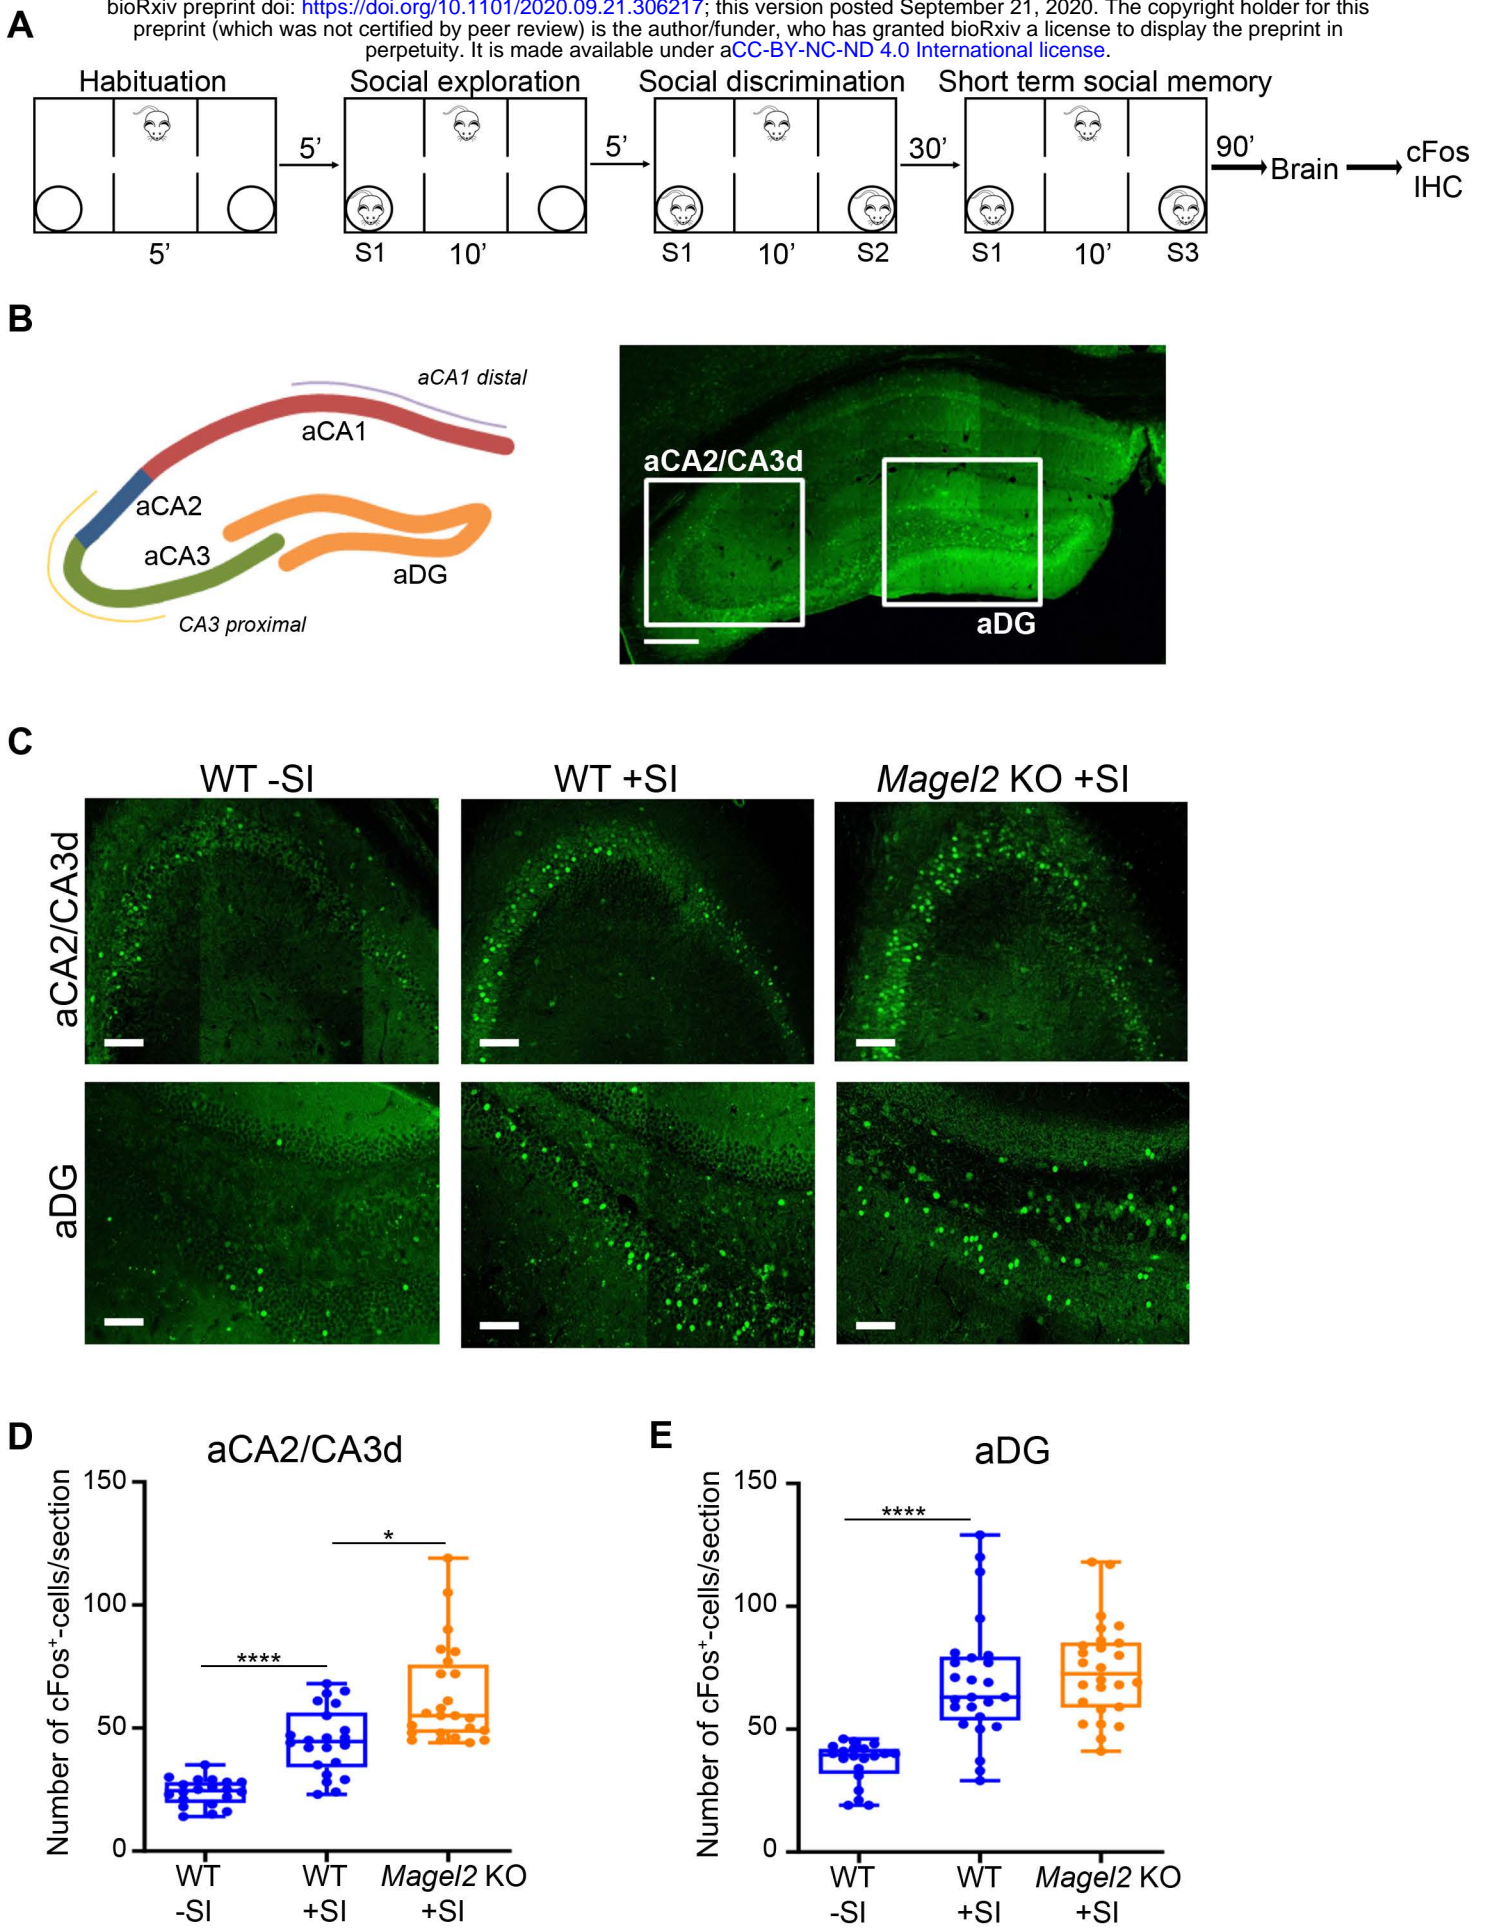 bioRxiv preprint doi: https://doi.org/10.1101/2020.09.21.306217; this version posted September 21, 2020. The copyright holder for this
preprint (which was not certified by peer review) is the author/funder, who has granted bioRxiv a license to display the preprint in
perpetuity. It is made available under aCC-BY-NC-ND 4.0 International license.
A
Habituation
Social exploration
Social discrimination
Short term social memory
5’
5’
30’
90’
Brain
cFos
IHC
5’
S1
10’
S1
10’
S2
S1
10’
S3
B
aCA1 distal
aCA1
aCA2
aCA3
aDG
CA3 proximal
aCA2/CA3d
aDG
C
WT -SI
WT +SI
Magel2 KO +SI
aCA2/CA3d
aDG
D
aCA2/CA3d
Number of cFos⁺-cells/section
150
100
50
0
****
*
WT
-SI
WT
+SI
Magel2 KO
+SI
E
aDG
Number of cFos⁺-cells/section
150
100
50
0
****
WT
-SI
WT
+SI
Magel2 KO
+SI